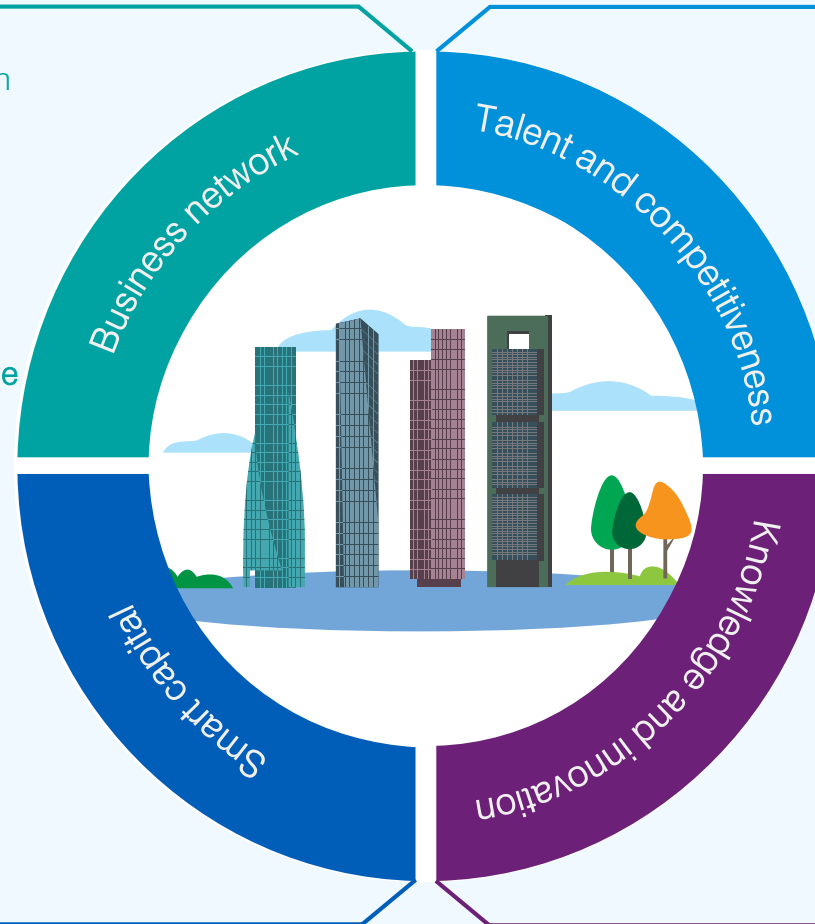 n
e
Business network
Talent and competitiveness
Knowledge and innovation
Smart capital